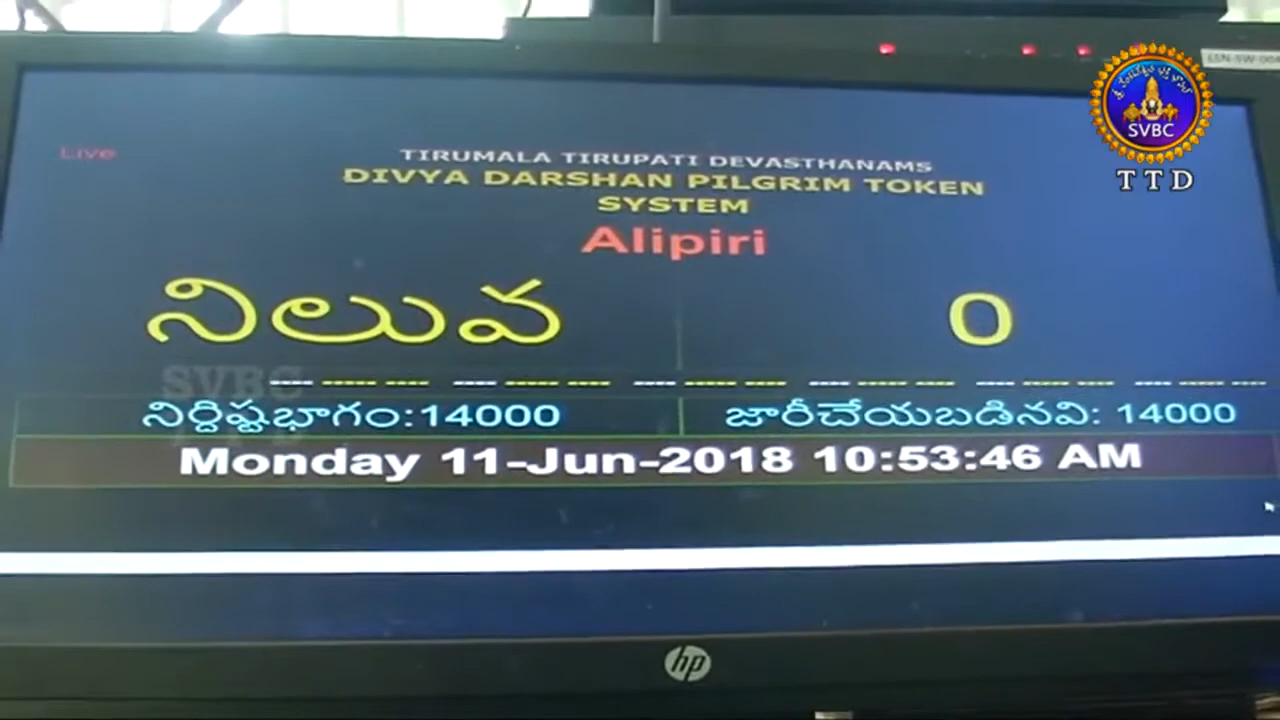 SVBC
TTD
Live
TIRUMALA TIRUPATI DEVASTHANAMS
DIVYA DARSHAN PILGRIM TOKEN
SYSTEM
Alipiri
నిలువ 0
SVBC
---- ----- ---- ---- ----- ---- ---- ----- ---- ---- ----- ---- ---- ----- ---- ---- ----- ----
నిర్దిష్టభాగం:14000 జారీచేయబడినవి: 14000
Monday 11-Jun-2018 10:53:46 AM
hp